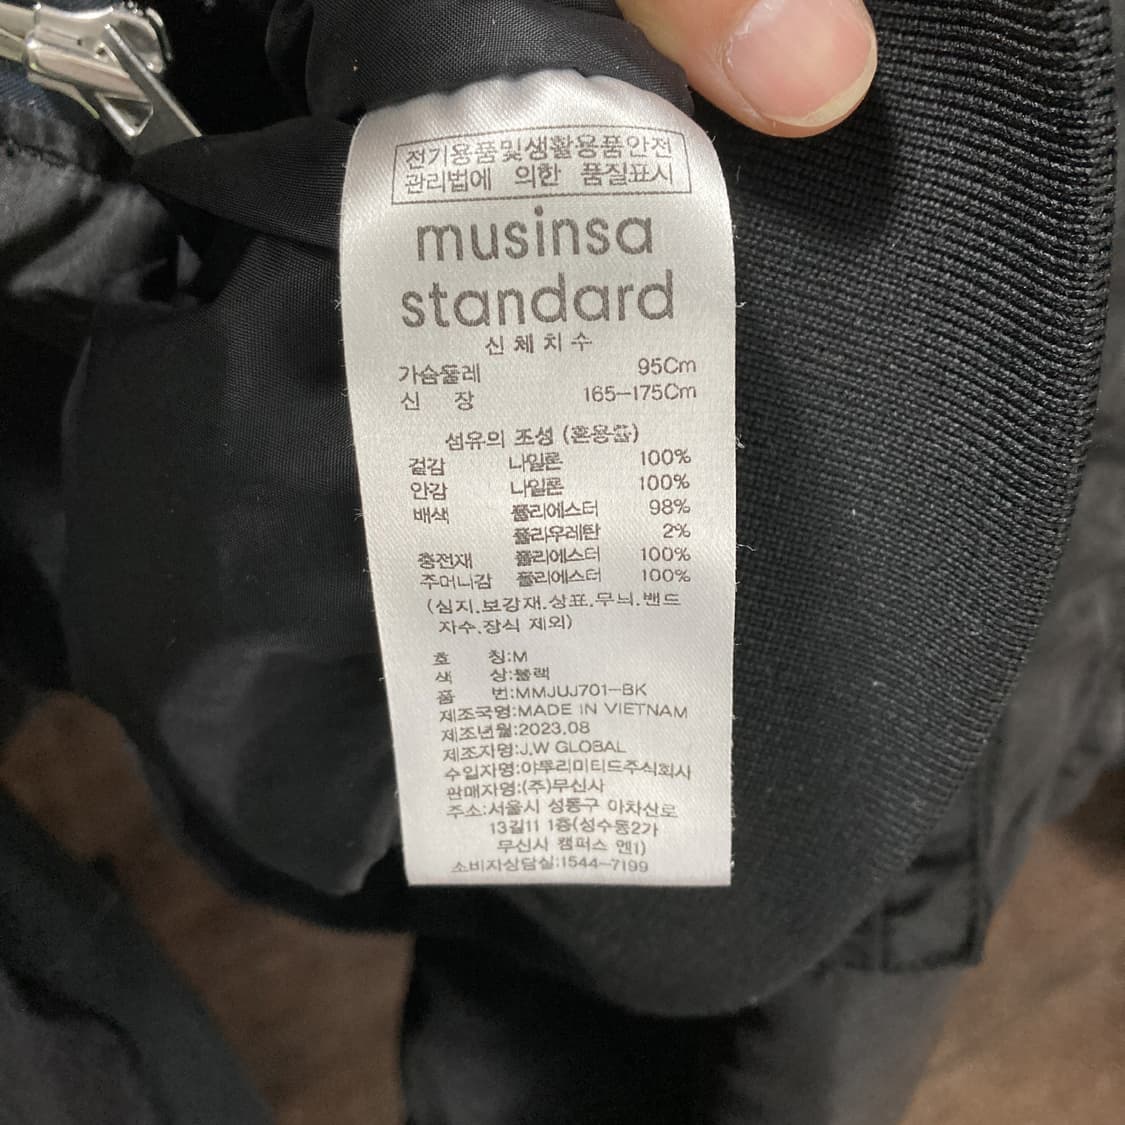 전기용품및생활용품안전
관리법에 의한 품질표시
musinsa
standard
신체치수
가슴둘레 95Cm
신 장 165-175Cm
섬유의 조성 (혼용율)
겉감 나일론 100%
안감 나일론 100%
배색 폴리에스터 98%
폴리우레탄 2%
충전재 폴리에스터 100%
주머니감 폴리에스터 100%
(심지.보강재.상표.무늬.밴드
자수.장식 제외)
호 칭:M
색 상:블랙
품 번:MMJUJ701-BK
제조국명:MADE IN VIETNAM
제조년월:2023.08
제조자명:J.W GLOBAL
수입자명:야뚜리미티드주식회사
판매자명:(주)무신사
주소:서울시 성동구 아차산로
13길11 1층(성수동2가
무신사 캠퍼스 엔1)
소비자상담실:1544-7199